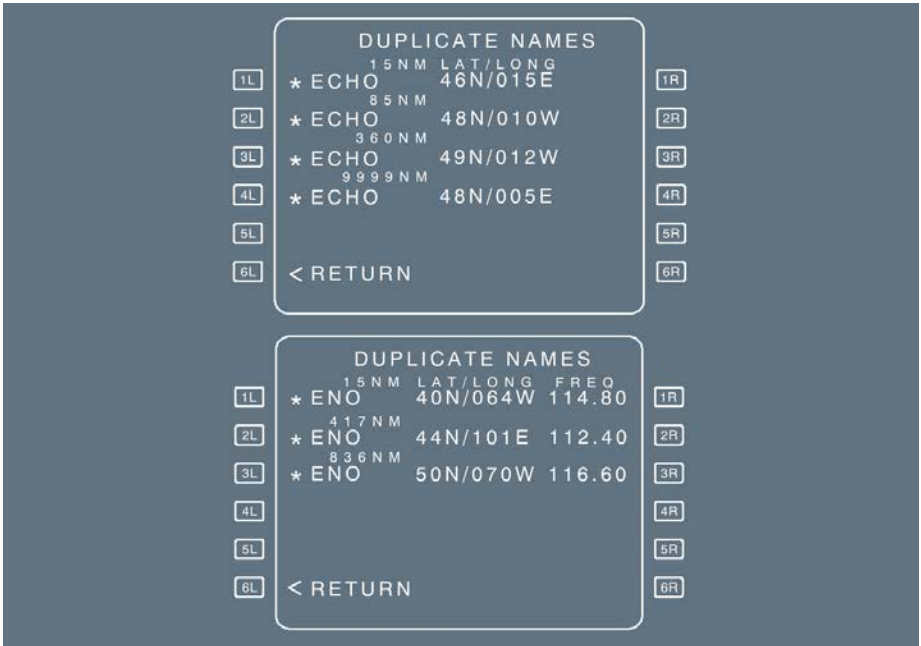 DUPLICATE NAMES
15NM LAT/LONG
1L * ECHO 46N/015E 1R
85NM
2L * ECHO 48N/010W 2R
360NM
3L * ECHO 49N/012W 3R
9999NM
4L * ECHO 48N/005E 4R
5L 5R
6L < RETURN 6R
DUPLICATE NAMES
15NM LAT/LONG FREQ
1L * ENO 40N/064W 114.80 1R
417NM
2L * ENO 44N/101E 112.40 2R
836NM
3L * ENO 50N/070W 116.60 3R
4L 4R
5L 5R
6L < RETURN 6R